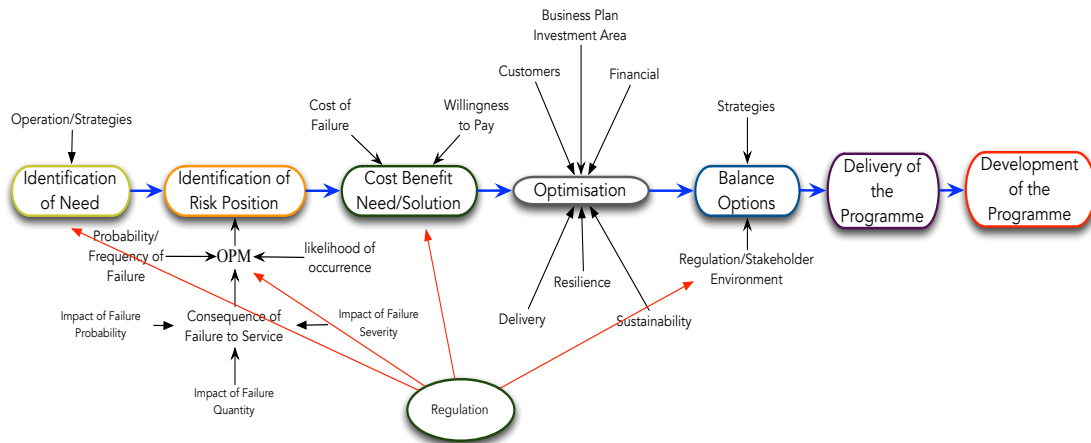 Business Plan
Investment Area
Customers
Financial
Operation/Strategies
Cost of
Failure
Willingness
to Pay
Strategies
Identification
of Need
Identification of
Risk Position
Cost Benefit
Need/Solution
Optimisation
Balance
Options
Delivery of
the
Programme
Development
of the
Programme
Probability/
Frequency of
Failure
OPM
likelihood of
occurrence
Regulation/Stakeholder
Environment
Resilience
Delivery
Sustainability
Impact of Failure
Probability
Consequence of
Failure to Service
Impact of Failure
Severity
Impact of Failure
Quantity
Regulation